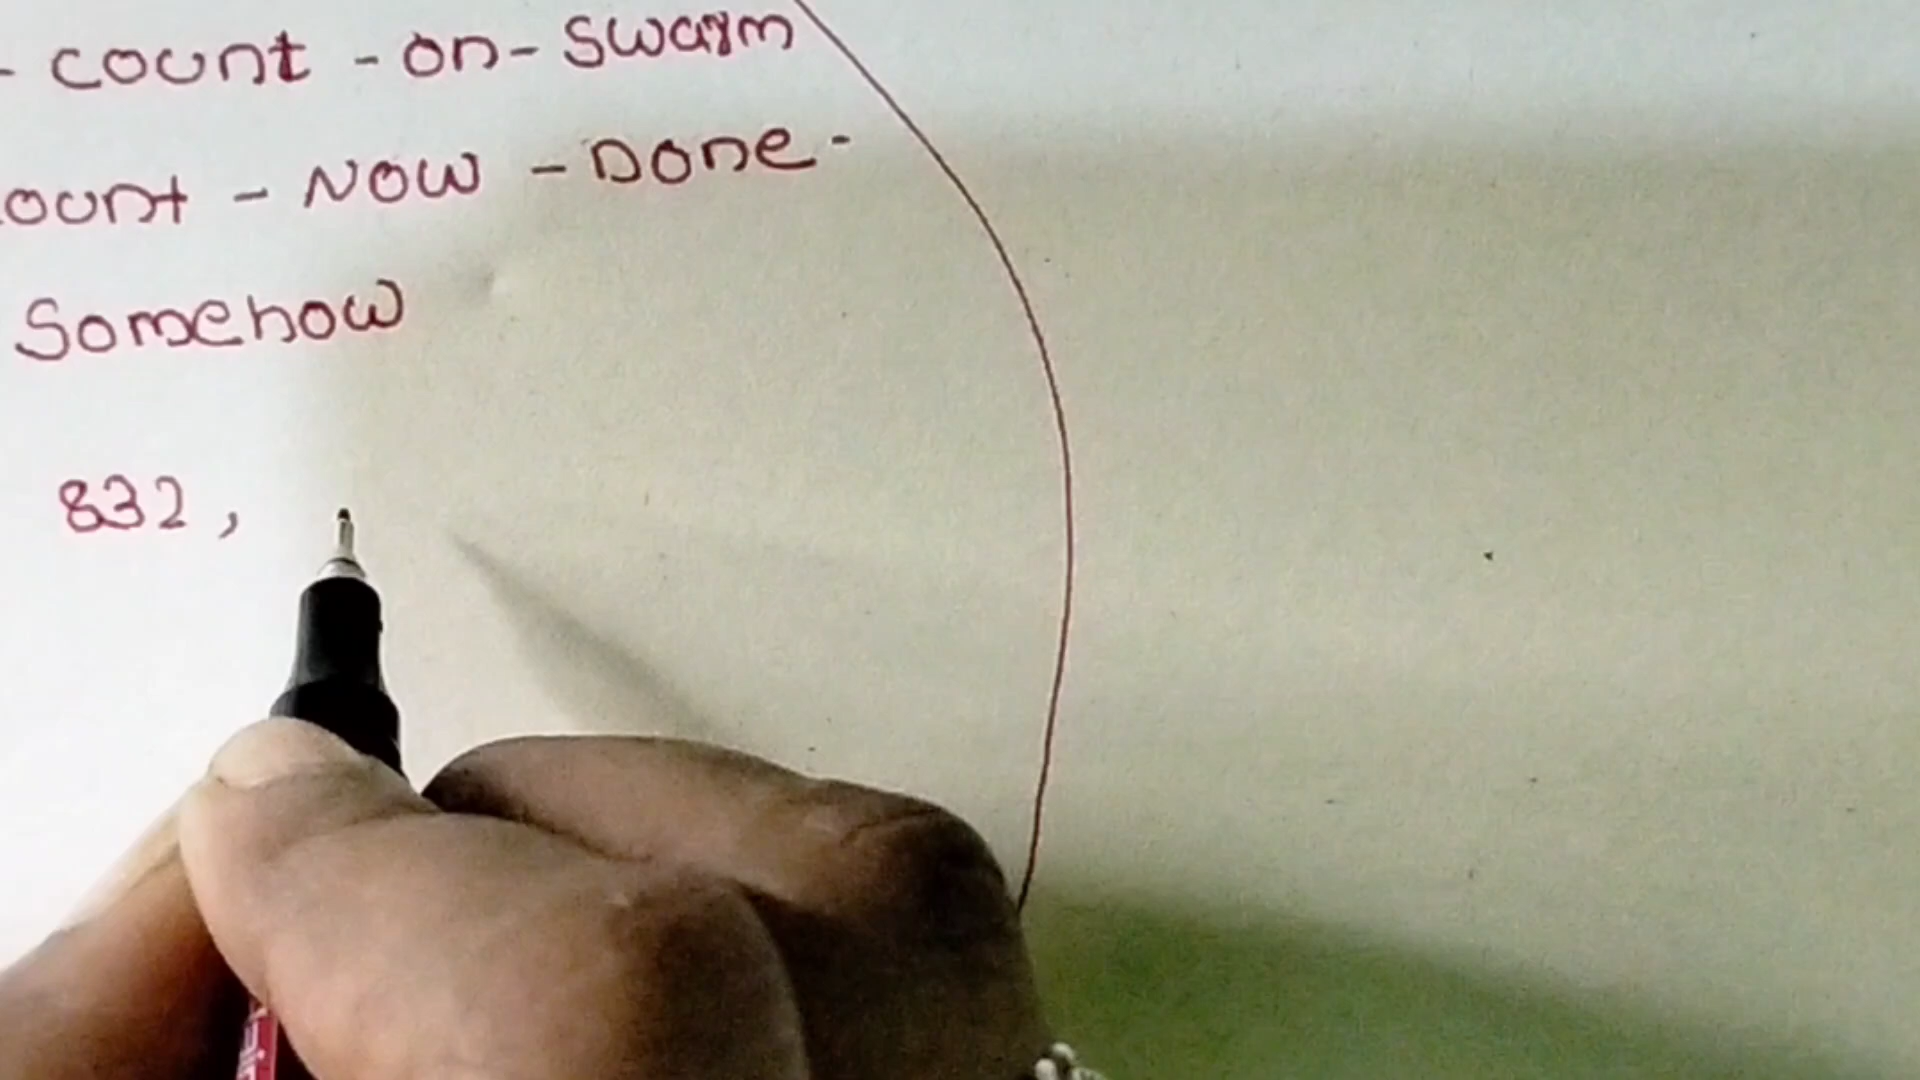 - count - on - swarm
ount - Now - Done -
Somehow
832,